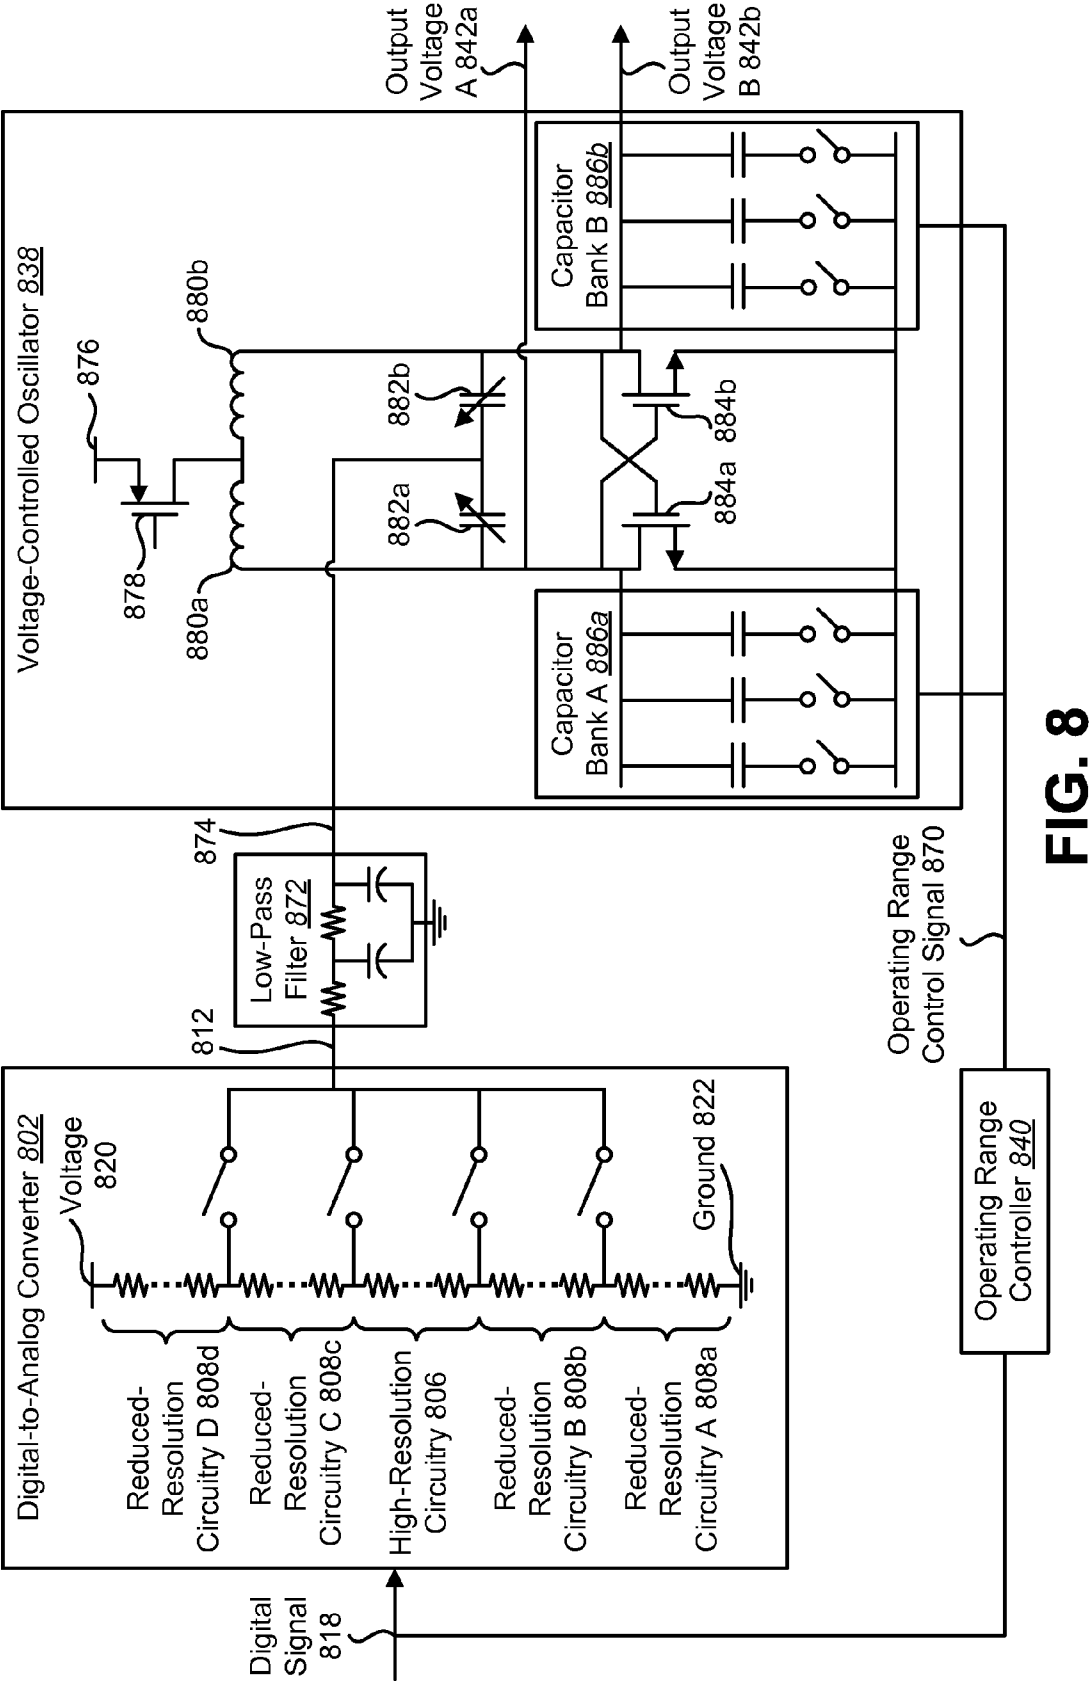 Digital-to-Analog Converter 802
Voltage
820
Reduced-
Resolution
Circuitry D 808d
Reduced-
Resolution
Circuitry C 808c
High-Resolution
Circuitry 806
Reduced-
Resolution
Circuitry B 808b
Reduced-
Resolution
Circuitry A 808a
Ground 822
Digital
Signal
818
812
Low-Pass
Filter 872
874
Voltage-Controlled Oscillator 838
876
878
880a
880b
882a
882b
884a
884b
Capacitor
Bank A 886a
Capacitor
Bank B 886b
Output
Voltage
A 842a
Output
Voltage
B 842b
Operating Range
Controller 840
Operating Range
Control Signal 870
FIG. 8